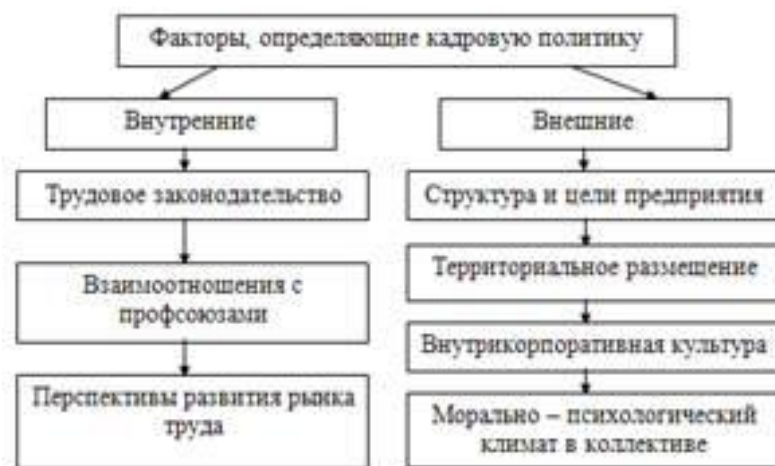 Факторы, определяющие кадровую политику
Внутренние
Внешние
Трудовое законодательство
Структура и цели предприятия
Взаимоотношения с
профсоюзами
Территориальное размещение
Внутрикорпоративная культура
Перспективы развития рынка
труда
Морально – психологический
климат в коллективе